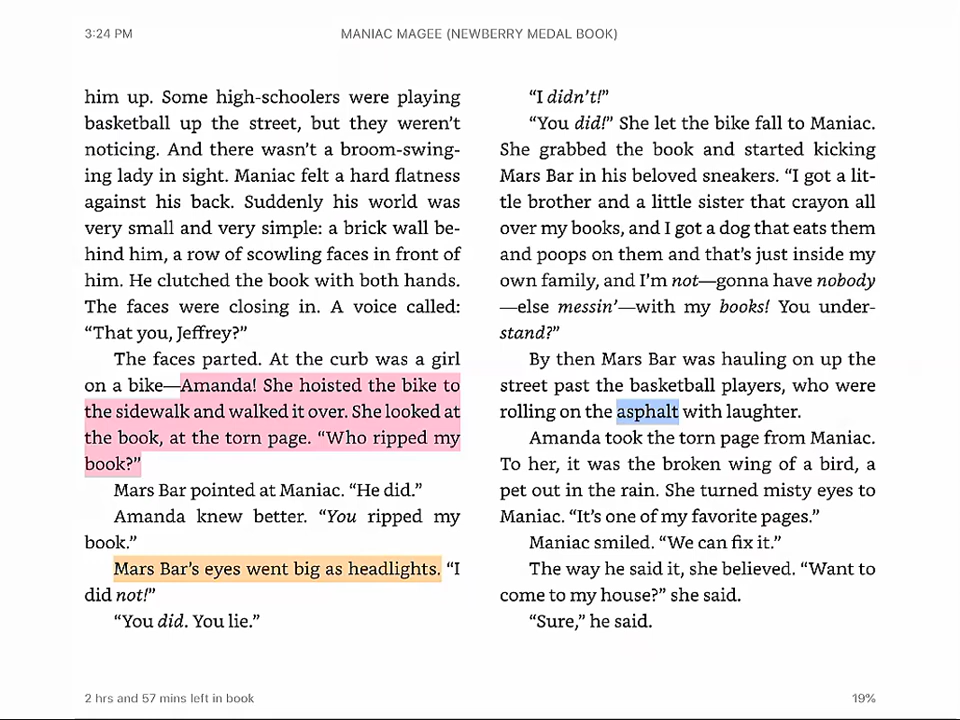 3:24 PM
MANIAC MAGEE (NEWBERRY MEDAL BOOK)
him up. Some high-schoolers were playing
basketball up the street, but they weren’t
noticing. And there wasn’t a broom-swing-
ing lady in sight. Maniac felt a hard flatness
against his back. Suddenly his world was
very small and very simple: a brick wall be-
hind him, a row of scowling faces in front of
him. He clutched the book with both hands.
The faces were closing in. A voice called:
“That you, Jeffrey?”
The faces parted. At the curb was a girl
on a bike—Amanda! She hoisted the bike to
the sidewalk and walked it over. She looked at
the book, at the torn page. “Who ripped my
book?”
Mars Bar pointed at Maniac. “He did.”
Amanda knew better. “You ripped my
book.”
Mars Bar’s eyes went big as headlights. “I
did not!”
“You did. You lie.”
“I didn’t!”
“You did!” She let the bike fall to Maniac.
She grabbed the book and started kicking
Mars Bar in his beloved sneakers. “I got a lit-
tle brother and a little sister that crayon all
over my books, and I got a dog that eats them
and poops on them and that’s just inside my
own family, and I’m not—gonna have nobody
—else messin’—with my books! You under-
stand?”
By then Mars Bar was hauling on up the
street past the basketball players, who were
rolling on the asphalt with laughter.
Amanda took the torn page from Maniac.
To her, it was the broken wing of a bird, a
pet out in the rain. She turned misty eyes to
Maniac. “It’s one of my favorite pages.”
Maniac smiled. “We can fix it.”
The way he said it, she believed. “Want to
come to my house?” she said.
“Sure,” he said.
2 hrs and 57 mins left in book
19%